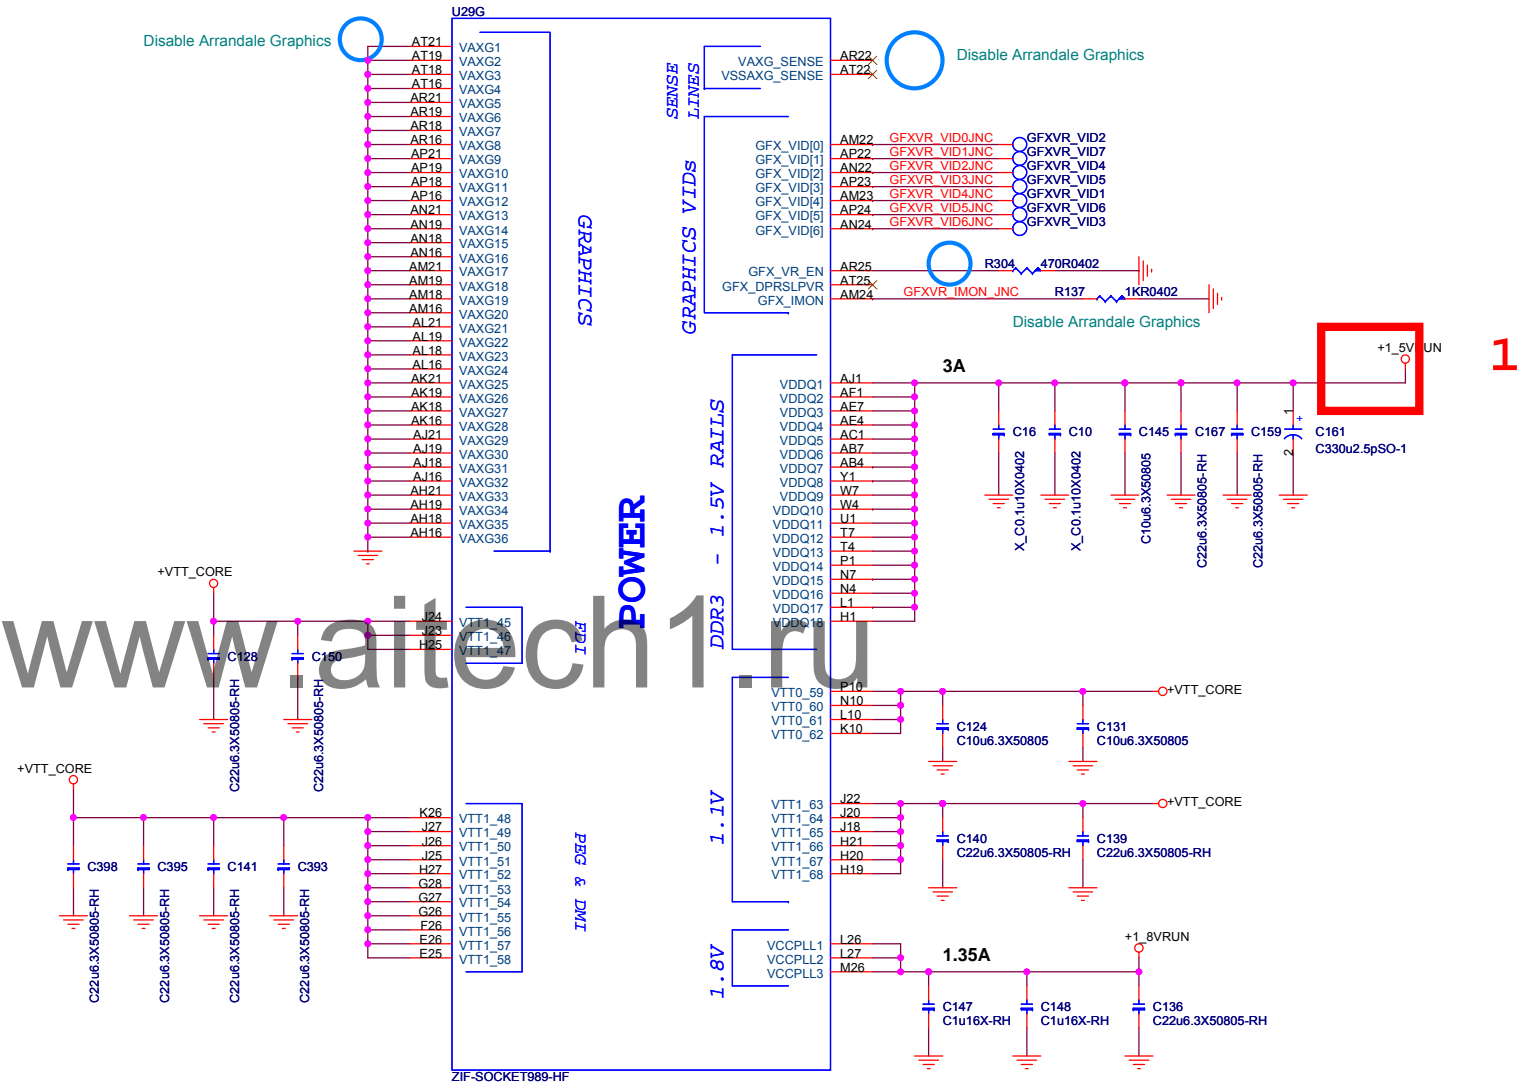 U29G
Disable Arrandale Graphics
AT21 VAXG1
AT19 VAXG2
AT18 VAXG3
AT16 VAXG4
AR21 VAXG5
AR19 VAXG6
AR18 VAXG7
AR16 VAXG8
AP21 VAXG9
AP19 VAXG10
AP18 VAXG11
AP16 VAXG12
AN21 VAXG13
AN19 VAXG14
AN18 VAXG15
AN16 VAXG16
AM21 VAXG17
AM19 VAXG18
AM18 VAXG19
AM16 VAXG20
AL21 VAXG21
AL19 VAXG22
AL18 VAXG23
AL16 VAXG24
AK21 VAXG25
AK19 VAXG26
AK18 VAXG27
AK16 VAXG28
AJ21 VAXG29
AJ19 VAXG30
AJ18 VAXG31
AJ16 VAXG32
AH21 VAXG33
AH19 VAXG34
AH18 VAXG35
AH16 VAXG36
GRAPHICS
POWER
SENSE
LINES
VAXG_SENSE AR22
VSSAXG_SENSE AT22
Disable Arrandale Graphics
GRAPHICS VIDs
GFX_VID[0] AM22 GFXVR_VID0JNC GFXVR_VID2
GFX_VID[1] AP22 GFXVR_VID1JNC GFXVR_VID7
GFX_VID[2] AN22 GFXVR_VID2JNC GFXVR_VID4
GFX_VID[3] AP23 GFXVR_VID3JNC GFXVR_VID5
GFX_VID[4] AM23 GFXVR_VID4JNC GFXVR_VID1
GFX_VID[5] AP24 GFXVR_VID5JNC GFXVR_VID6
GFX_VID[6] AN24 GFXVR_VID6JNC GFXVR_VID3
GFX_VR_EN AR25 R304 470R0402
GFX_DPRSLPVR AT25
GFX_IMON AM24 GFXVR_IMON_JNC R137 1KR0402
Disable Arrandale Graphics
DDR3 - 1.5V RAILS
3A
+1_5VRUN
1
VDDQ1 AJ1
VDDQ2 AF1
VDDQ3 AE7
VDDQ4 AE4
VDDQ5 AC1
VDDQ6 AB7
VDDQ7 AB4
VDDQ8 Y1
VDDQ9 W7
VDDQ10 W4
VDDQ11 U1
VDDQ12 T7
VDDQ13 T4
VDDQ14 P1
VDDQ15 N7
VDDQ16 N4
VDDQ17 L1
VDDQ18 H1
C16
X_C0.1u10X0402
C10
X_C0.1u10X0402
C145
C10u6.3X50805
C167
C22u6.3X50805-RH
C159
C22u6.3X50805-RH
1
+
2
C161
C330u2.5pSO-1
+VTT_CORE
J24 VTT1_45
J23 VTT1_46
H25 VTT1_47
FDI
C128
C22u6.3X50805-RH
C150
C22u6.3X50805-RH
www.aitech1.ru
1.1V
VTT0_59 P10
VTT0_60 N10
VTT0_61 L10
VTT0_62 K10
+VTT_CORE
C124
C10u6.3X50805
C131
C10u6.3X50805
+VTT_CORE
K26 VTT1_48
J27 VTT1_49
J26 VTT1_50
J25 VTT1_51
H27 VTT1_52
G28 VTT1_53
G27 VTT1_54
G26 VTT1_55
F26 VTT1_56
E26 VTT1_57
E25 VTT1_58
PEG & DMI
C398
C22u6.3X50805-RH
C395
C22u6.3X50805-RH
C141
C22u6.3X50805-RH
C393
C22u6.3X50805-RH
VTT1_63 J22
VTT1_64 J20
VTT1_65 J18
VTT1_66 H21
VTT1_67 H20
VTT1_68 H19
+VTT_CORE
C140
C22u6.3X50805-RH
C139
C22u6.3X50805-RH
1.8V
VCCPLL1 L26
VCCPLL2 L27
VCCPLL3 M26
1.35A
+1_8VRUN
C147
C1u16X-RH
C148
C1u16X-RH
C136
C22u6.3X50805-RH
ZIF-SOCKET989-HF